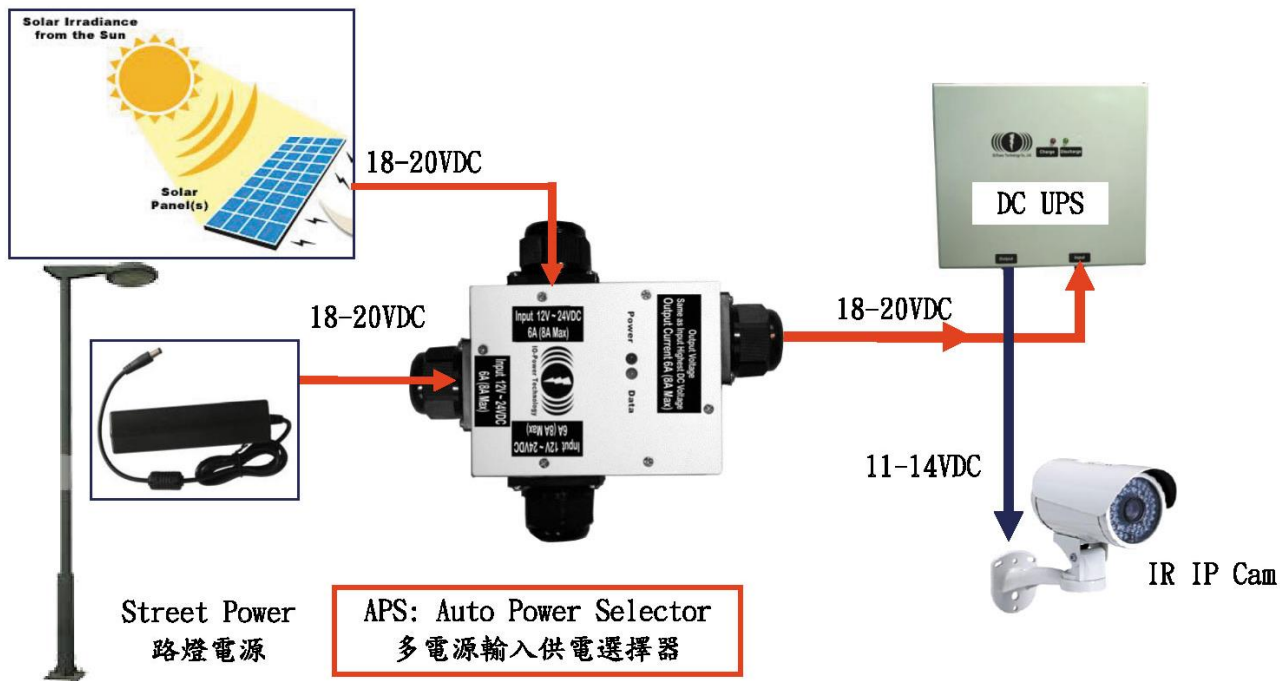 Solar Irradiance
from the Sun
Solar
Panel(s)
18-20VDC
18-20VDC
Input 12V~24VDC
6A (8A Max)
Input 12V~24VDC
6A (8A Max)
Input 12V~24VDC
6A (8A Max)
IG-Power Technology
Power
Data
Output Voltage
Same as Input Highest DC Voltage
Output Current 6A (8A Max)
18-20VDC
Charge
Discharge
DC UPS
Output
Input
11-14VDC
IR IP Cam
Street Power
路燈電源
APS: Auto Power Selector
多電源輸入供電選擇器